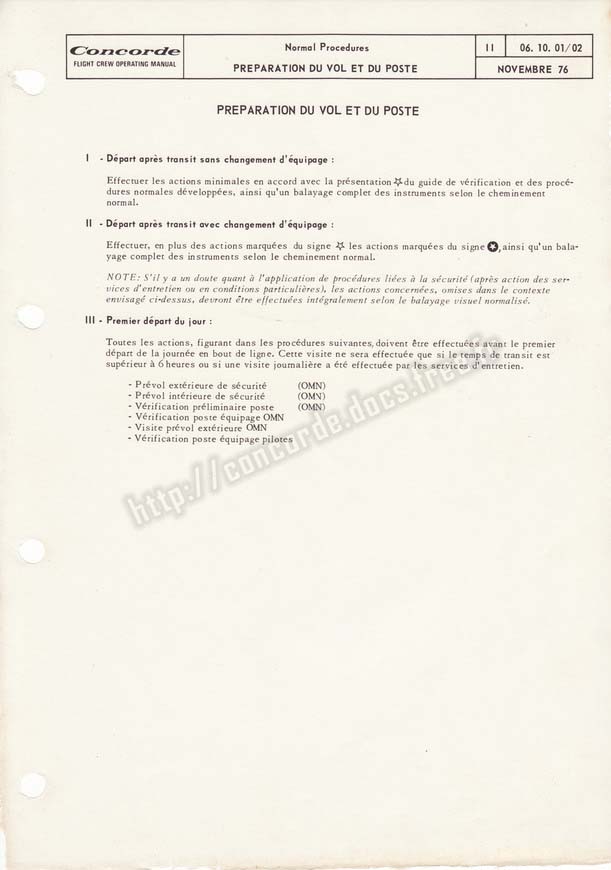 Concorde
FLIGHT CREW OPERATING MANUAL
Normal Procedures
PREPARATION DU VOL ET DU POSTE
II
06. 10. 01/02
NOVEMBRE 76
PREPARATION DU VOL ET DU POSTE
I - Départ après transit sans changement d'équipage :
Effectuer les actions minimales en accord avec la présentation ☆ du guide de vérification et des procé-
dures normales développées, ainsi qu'un balayage complet des instruments selon le cheminement
normal.
II - Départ après transit avec changement d'équipage :
Effectuer, en plus des actions marquées du signe ☆ les actions marquées du signe ✪, ainsi qu'un bala-
yage complet des instruments selon le cheminement normal.
NOTE: S'il y a un doute quant à l'application de procédures liées à la sécurité (après action des ser-
vices d'entretien ou en conditions particulières), les actions concernées, omises dans le contexte
envisagé ci-dessus, devront être effectuées intégralement selon le balayage visuel normalisé.
III - Premier départ du jour :
Toutes les actions, figurant dans les procédures suivantes, doivent être effectuées avant le premier
départ de la journée en bout de ligne. Cette visite ne sera effectuée que si le temps de transit est
supérieur à 6 heures ou si une visite journalière a été effectuée par les services d'entretien.
- Prévol extérieure de sécurité (OMN)
- Prévol intérieure de sécurité (OMN)
- Vérification préliminaire poste (OMN)
- Vérification poste équipage OMN
- Visite prévol extérieure OMN
- Vérification poste équipage pilotes
http://concorde.docs.free.fr